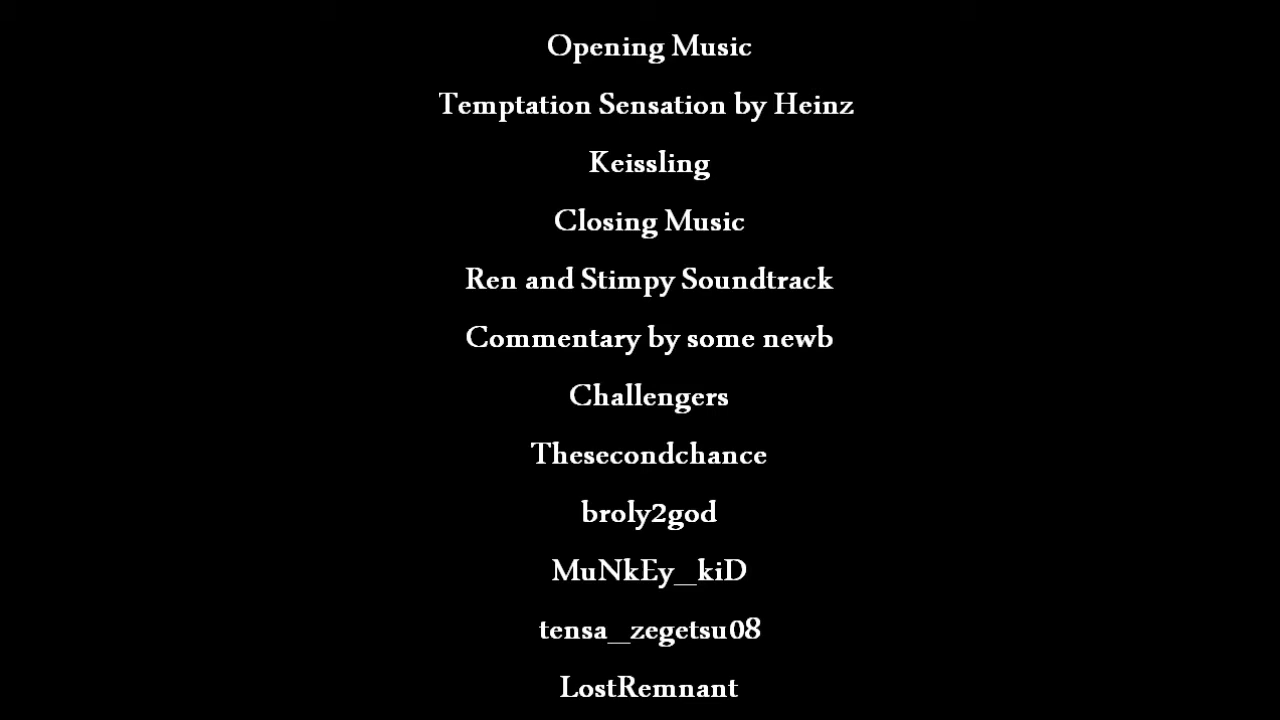 Opening Music
Temptation Sensation by Heinz
Keissling
Closing Music
Ren and Stimpy Soundtrack
Commentary by some newb
Challengers
Thesecondchance
broly2god
MuNkEy_kiD
tensa_zegetsu08
LostRemnant